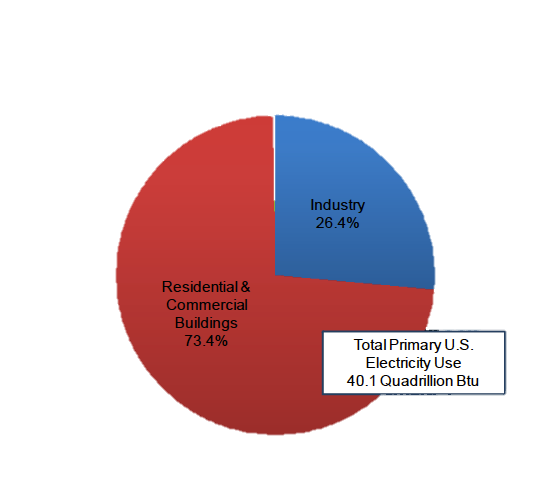 Industry
26.4%
Residential &
Commercial
Buildings
73.4%
Total Primary U.S.
Electricity Use
40.1 Quadrillion Btu